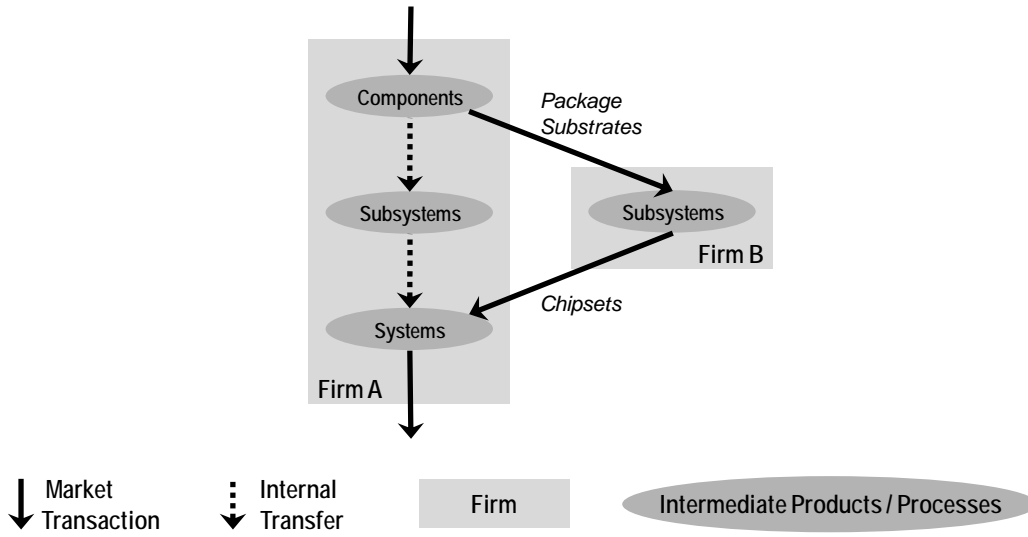 Components
Package
Substrates
Subsystems
Subsystems
Firm B
Chipsets
Systems
Firm A
Market
Transaction
Internal
Transfer
Firm
Intermediate Products / Processes